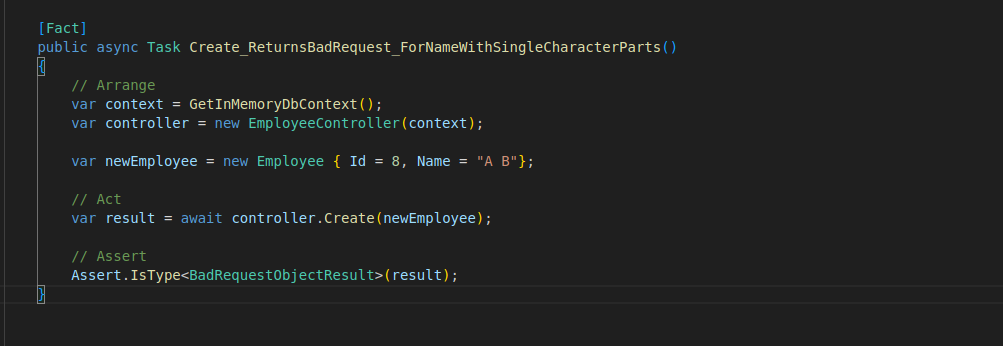 [Fact]
public async Task Create_ReturnsBadRequest_ForNameWithSingleCharacterParts()
{
    // Arrange
    var context = GetInMemoryDbContext();
    var controller = new EmployeeController(context);

    var newEmployee = new Employee { Id = 8, Name = "A B"};

    // Act
    var result = await controller.Create(newEmployee);

    // Assert
    Assert.IsType<BadRequestObjectResult>(result);
}